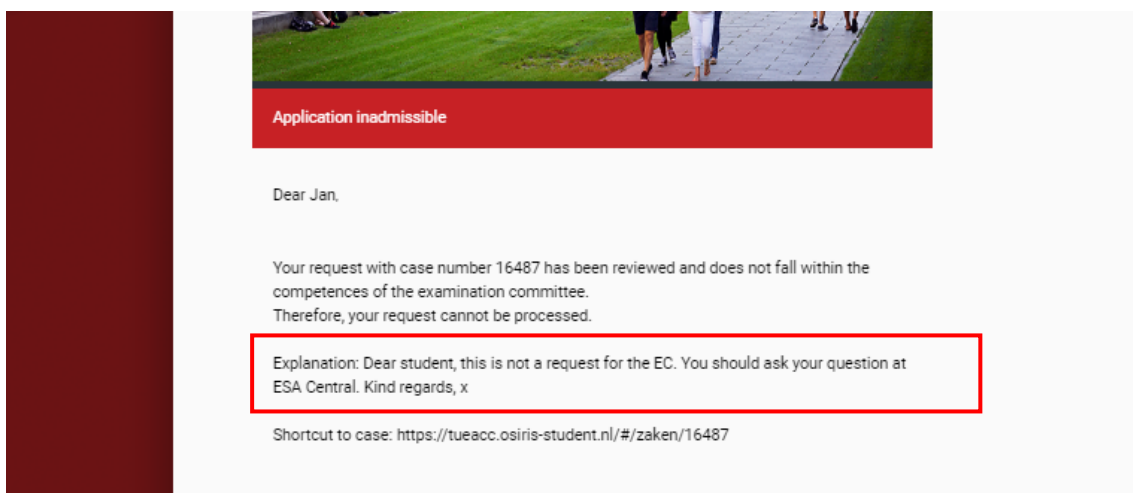 Application inadmissible
Dear Jan,
Your request with case number 16487 has been reviewed and does not fall within the
competences of the examination committee.
Therefore, your request cannot be processed.
Explanation: Dear student, this is not a request for the EC. You should ask your question at
ESA Central. Kind regards, x
Shortcut to case: https://tueacc.osiris-student.nl/#/zaken/16487